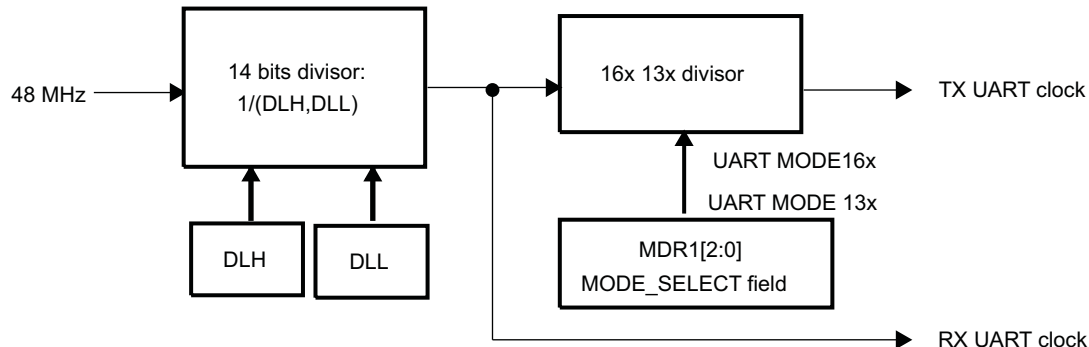 14 bits divisor:
1/(DLH,DLL)
16x 13x divisor
48 MHz
TX UART clock
UART MODE16x
UART MODE 13x
DLH
DLL
MDR1[2:0]
MODE_SELECT field
RX UART clock